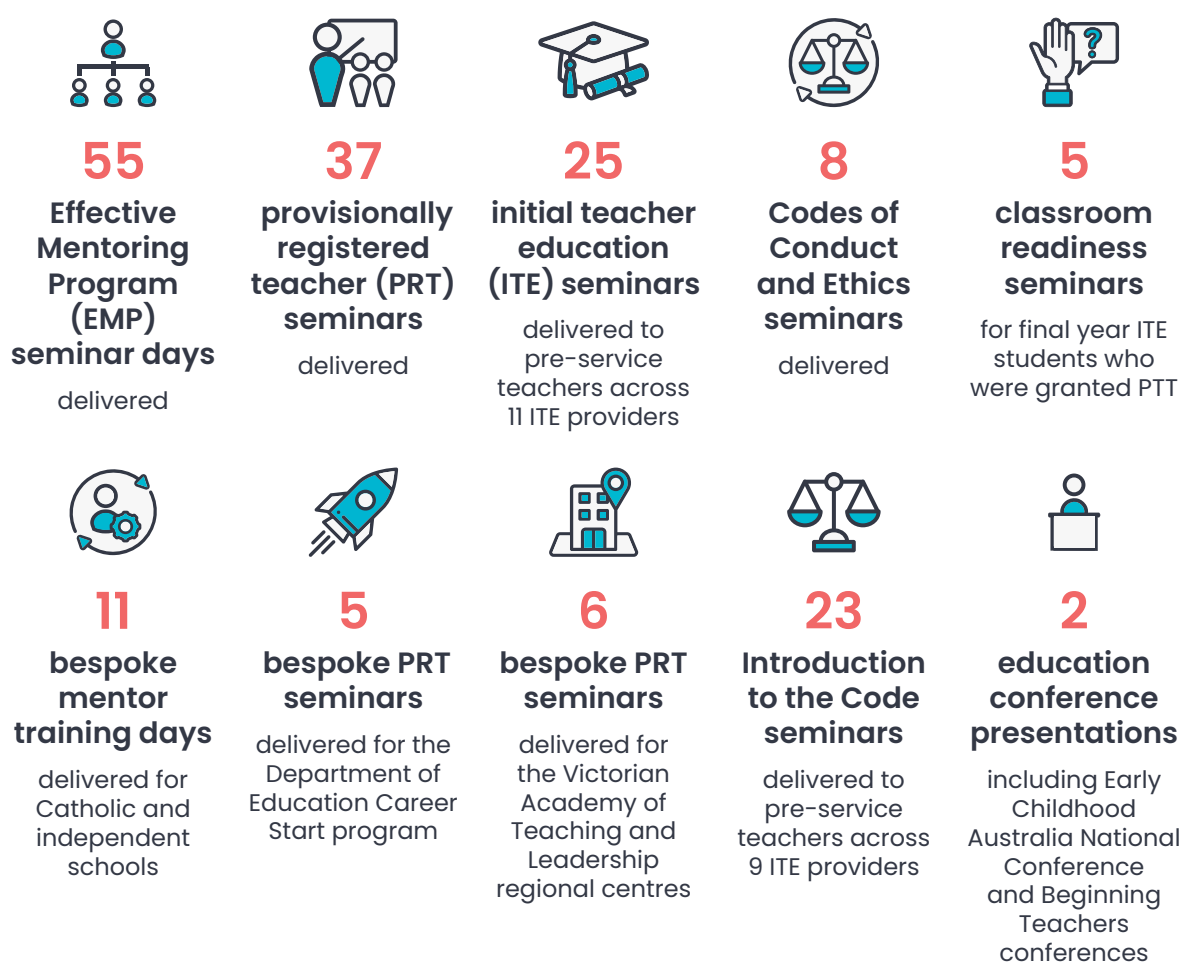 55
Effective
Mentoring
Program
(EMP)
seminar days
delivered
37
provisionally
registered
teacher (PRT)
seminars
delivered
25
initial teacher
education
(ITE) seminars
delivered to
pre-service
teachers across
11 ITE providers
8
Codes of
Conduct
and Ethics
seminars
delivered
?
5
classroom
readiness
seminars
for final year ITE
students who
were granted PTT
11
bespoke
mentor
training days
delivered for
Catholic and
independent
schools
5
bespoke PRT
seminars
delivered for the
Department of
Education Career
Start program
6
bespoke PRT
seminars
delivered for
the Victorian
Academy of
Teaching and
Leadership
regional centres
23
Introduction
to the Code
seminars
delivered to
pre-service
teachers across
9 ITE providers
2
education
conference
presentations
including Early
Childhood
Australia National
Conference
and Beginning
Teachers
conferences